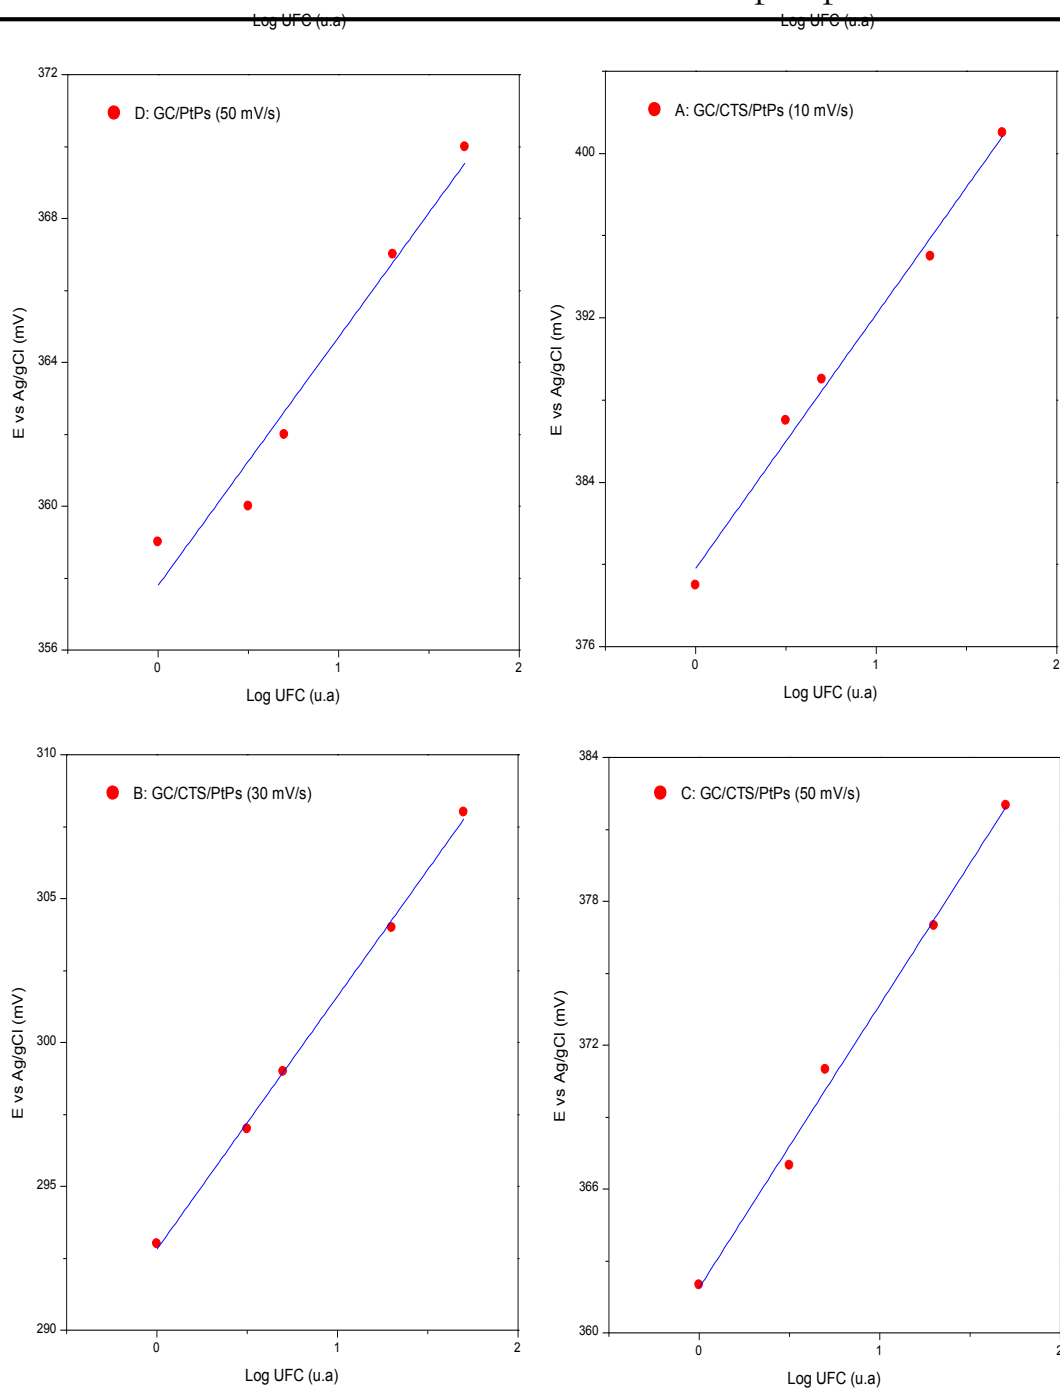 Log UFC (u.a) Log UFC (u.a)
372
D: GC/PtPs (50 mV/s)
368
364
360
356
E vs Ag/gCl (mV)
0 1 2
Log UFC (u.a)
A: GC/CTS/PtPs (10 mV/s)
400
392
384
376
E vs Ag/gCl (mV)
0 1 2
Log UFC (u.a)
310
B: GC/CTS/PtPs (30 mV/s)
305
300
295
290
E vs Ag/gCl (mV)
0 1 2
Log UFC (u.a)
384
C: GC/CTS/PtPs (50 mV/s)
378
372
366
360
E vs Ag/gCl (mV)
0 1 2
Log UFC (u.a)